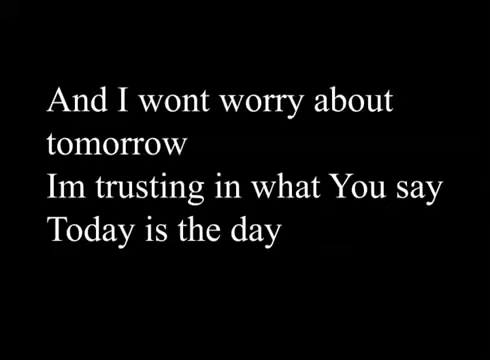 And I wont worry about
tomorrow
Im trusting in what You say
Today is the day